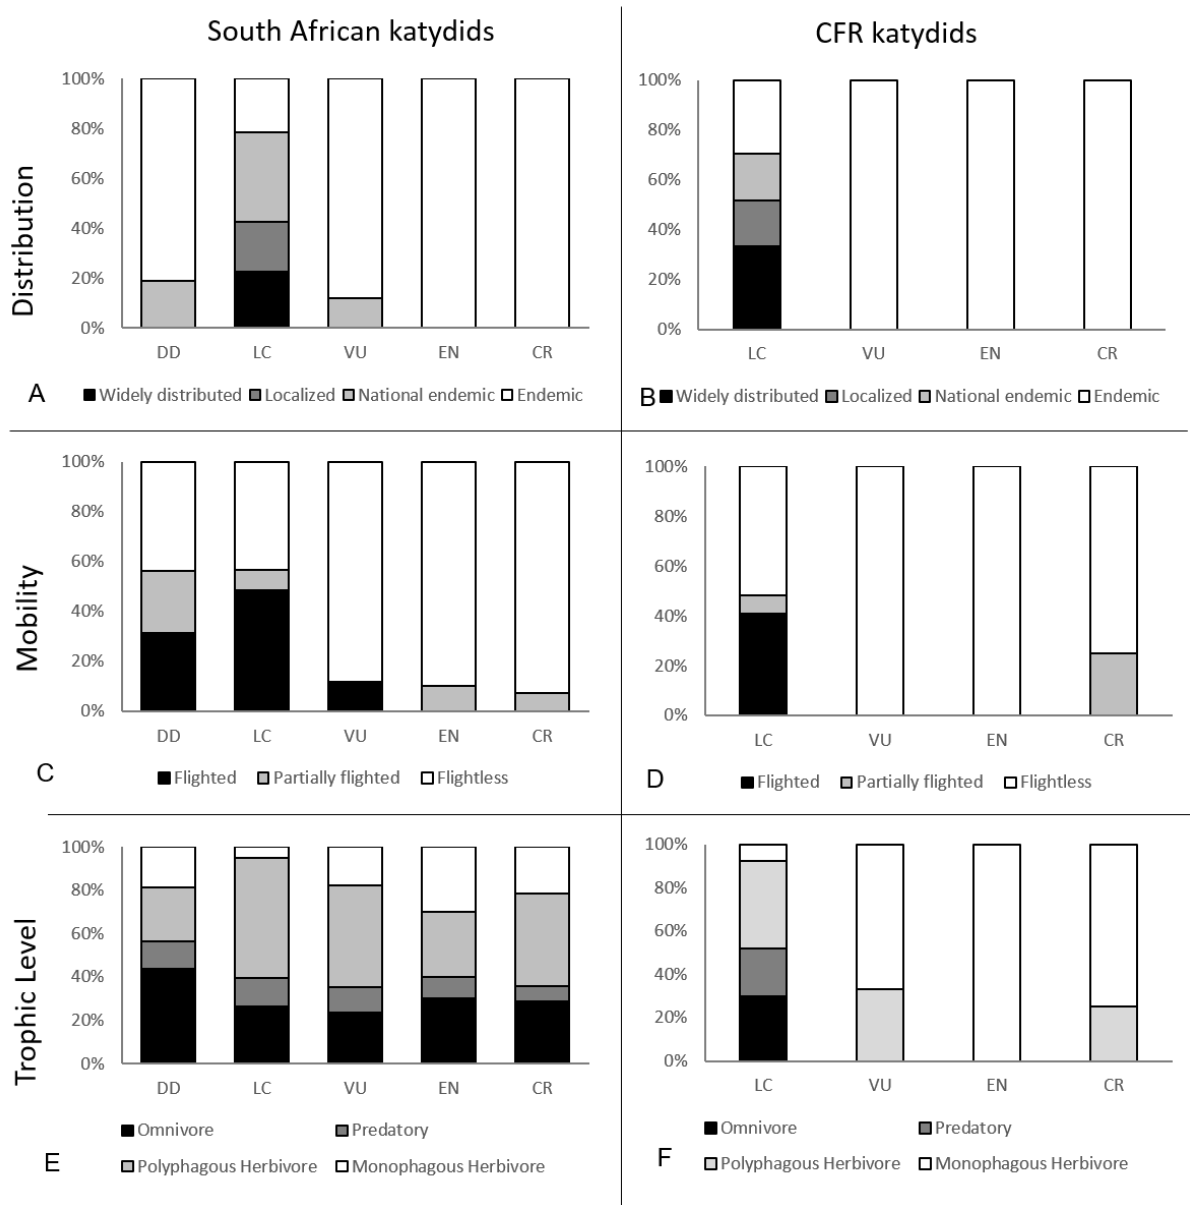 South African katydids
CFR katydids
Distribution
100%
80%
60%
40%
20%
0%
DD LC VU EN CR
A
Widely distributed Localized National endemic Endemic
100%
80%
60%
40%
20%
0%
LC VU EN CR
B
Widely distributed Localized National endemic Endemic
Mobility
100%
80%
60%
40%
20%
0%
DD LC VU EN CR
C
Flighted Partially flighted Flightless
100%
80%
60%
40%
20%
0%
LC VU EN CR
D
Flighted Partially flighted Flightless
Trophic Level
100%
80%
60%
40%
20%
0%
DD LC VU EN CR
Omnivore Predatory
E
Polyphagous Herbivore Monophagous Herbivore
100%
80%
60%
40%
20%
0%
LC VU EN CR
Omnivore Predatory
F
Polyphagous Herbivore Monophagous Herbivore